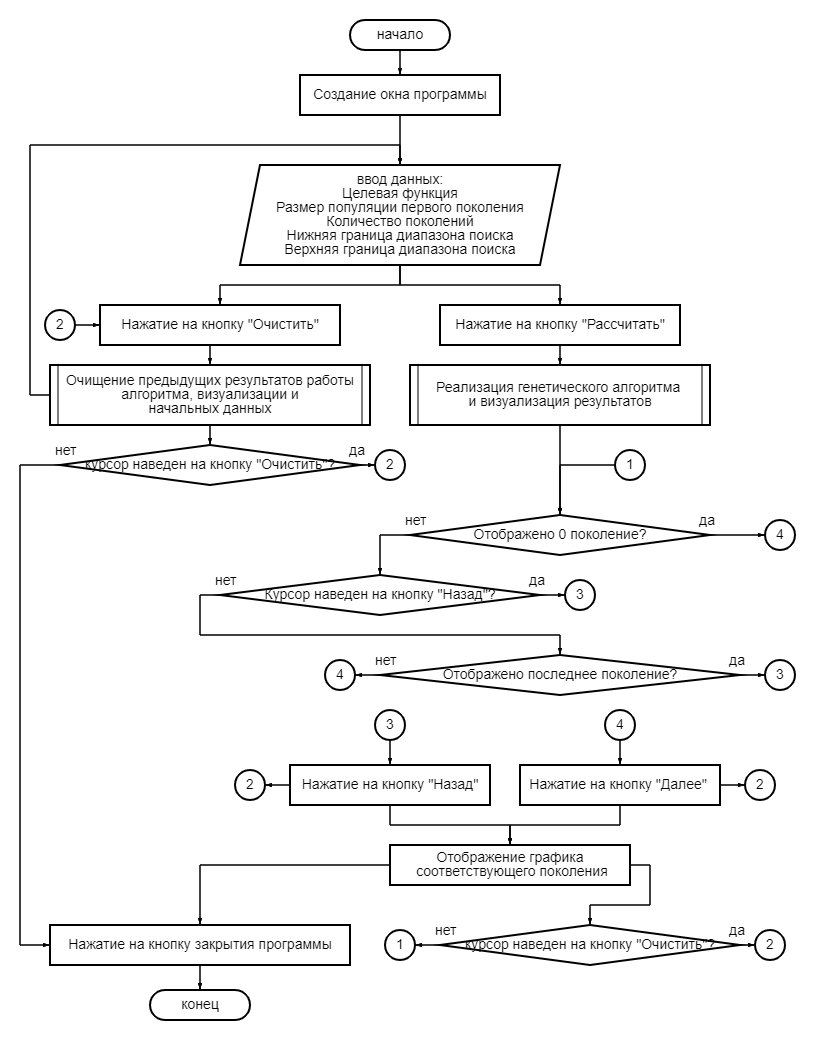 начало
Создание окна программы
ввод данных:
Целевая функция
Размер популяции первого поколения
Количество поколений
Нижняя граница диапазона поиска
Верхняя граница диапазона поиска
2
Нажатие на кнопку "Очистить"
Нажатие на кнопку "Рассчитать"
Очищение предыдущих результатов работы
алгоритма, визуализации и
начальных данных
Реализация генетического алгоритма
и визуализация результатов
нет
да
курсор наведен на кнопку "Очистить"?
2
1
нет
да
Отображено 0 поколение?
4
нет
да
Курсор наведен на кнопку "Назад"?
3
нет
да
4
Отображено последнее поколение?
3
3
4
2
Нажатие на кнопку "Назад"
Нажатие на кнопку "Далее"
2
Отображение графика
соответствующего поколения
нет
да
Нажатие на кнопку закрытия программы
1
курсор наведен на кнопку "Очистить"?
2
конец